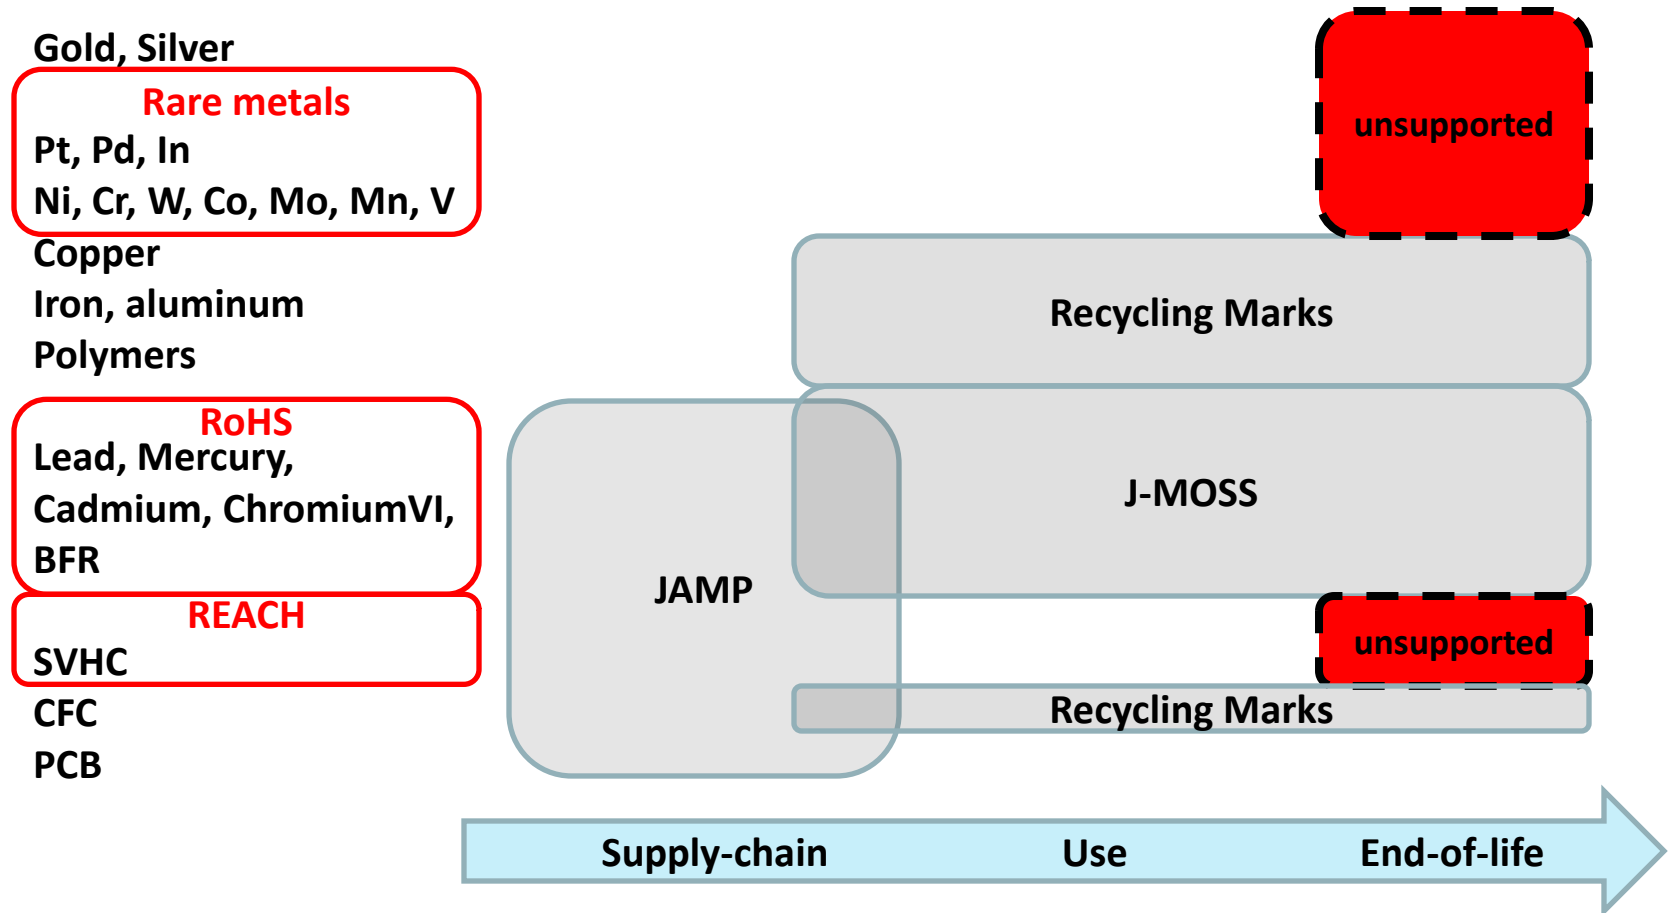 Gold, Silver
Rare metals
Pt, Pd, In
Ni, Cr, W, Co, Mo, Mn, V
Copper
Iron, aluminum
Polymers
RoHS
Lead, Mercury,
Cadmium, ChromiumVI,
BFR
REACH
SVHC
CFC
PCB
unsupported
Recycling Marks
J-MOSS
JAMP
unsupported
Recycling Marks
Supply-chain Use End-of-life